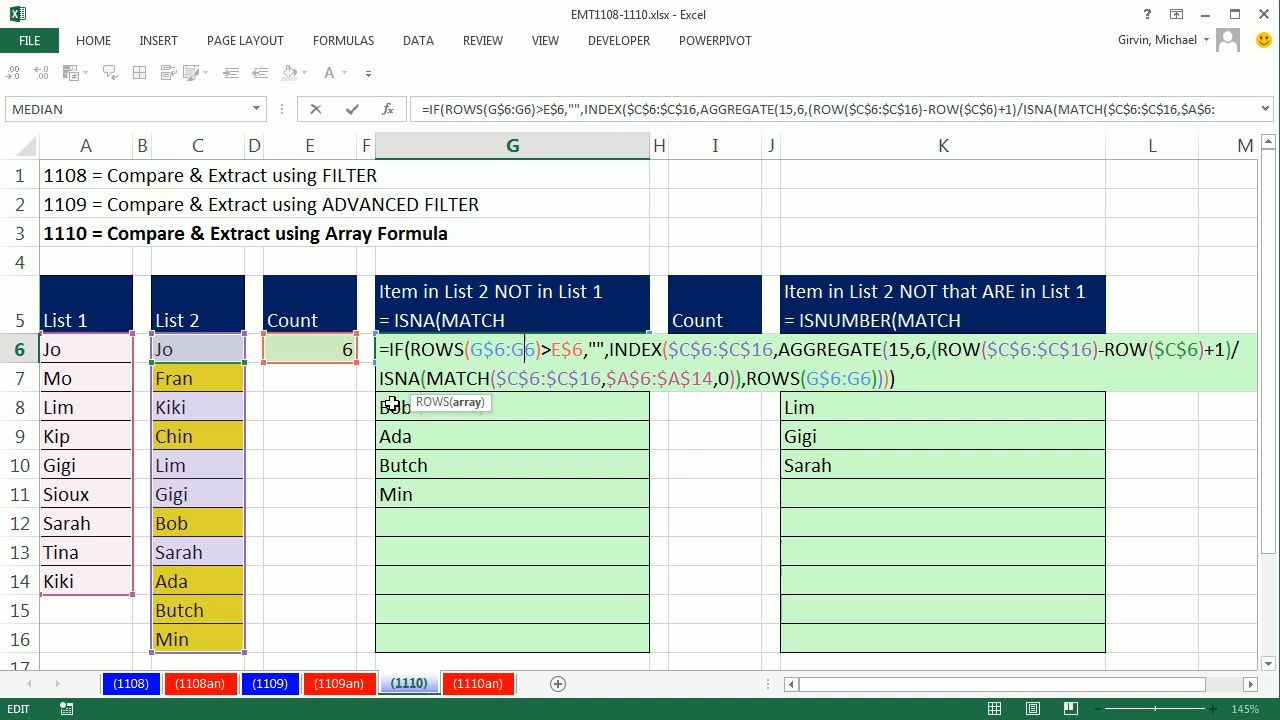 EMT1108-1110.xlsx - Excel
?
FILE HOME INSERT PAGE LAYOUT FORMULAS DATA REVIEW VIEW DEVELOPER POWERPIVOT Girvin, Michael
MEDIAN fx =IF(ROWS(G$6:G6)>E$6,"",INDEX($C$6:$C$16,AGGREGATE(15,6,(ROW($C$6:$C$16)-ROW($C$6)+1)/ISNA(MATCH($C$6:$C$16,$A$6:
A B C D E F G H I J K L M
1 1108 = Compare & Extract using FILTER
2 1109 = Compare & Extract using ADVANCED FILTER
3 1110 = Compare & Extract using Array Formula
4
Item in List 2 NOT in List 1 Item in List 2 NOT that ARE in List 1
5 List 1 List 2 Count = ISNA(MATCH Count = ISNUMBER(MATCH
6 Jo Jo 6 =IF(ROWS(G$6:G6)>E$6,"",INDEX($C$6:$C$16,AGGREGATE(15,6,(ROW($C$6:$C$16)-ROW($C$6)+1)/
7 Mo Fran ISNA(MATCH($C$6:$C$16,$A$6:$A$14,0)),ROWS(G$6:G6))))
ROWS(array)
8 Lim Kiki Bob Lim
9 Kip Chin Ada Gigi
10 Gigi Lim Butch Sarah
11 Sioux Gigi Min
12 Sarah Bob
13 Tina Sarah
14 Kiki Ada
15 Butch
16 Min
17
(1108) (1108an) (1109) (1109an) (1110) (1110an)
EDIT 145%